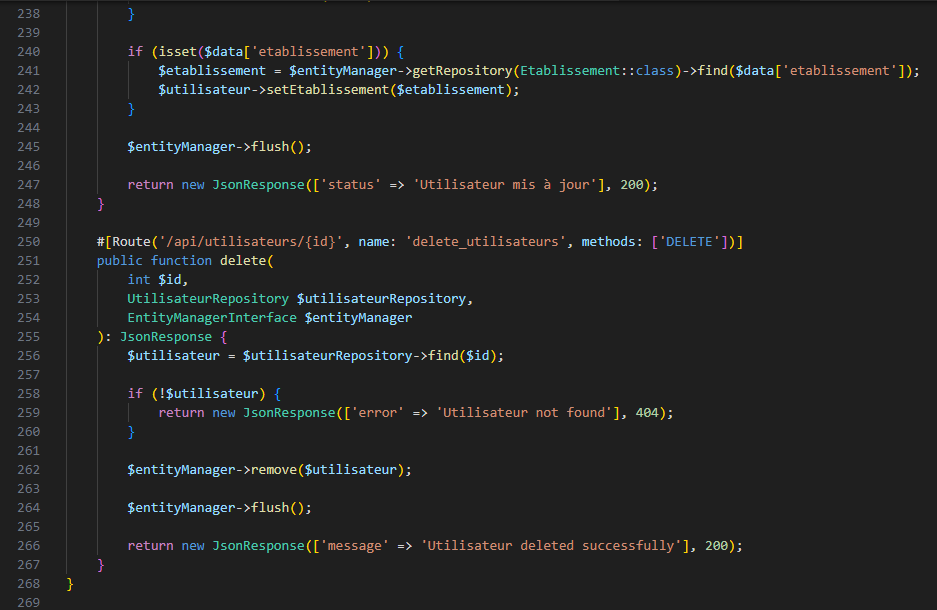 238 }
239
240 if (isset($data['etablissement'])) {
241 $etablissement = $entityManager->getRepository(Etablissement::class)->find($data['etablissement']);
242 $utilisateur->setEtablissement($etablissement);
243 }
244
245 $entityManager->flush();
246
247 return new JsonResponse(['status' => 'Utilisateur mis à jour'], 200);
248 }
249
250 #[Route('/api/utilisateurs/{id}', name: 'delete_utilisateurs', methods: ['DELETE'])]
251 public function delete(
252 int $id,
253 UtilisateurRepository $utilisateurRepository,
254 EntityManagerInterface $entityManager
255 ): JsonResponse {
256 $utilisateur = $utilisateurRepository->find($id);
257
258 if (!$utilisateur) {
259 return new JsonResponse(['error' => 'Utilisateur not found'], 404);
260 }
261
262 $entityManager->remove($utilisateur);
263
264 $entityManager->flush();
265
266 return new JsonResponse(['message' => 'Utilisateur deleted successfully'], 200);
267 }
268 }
269